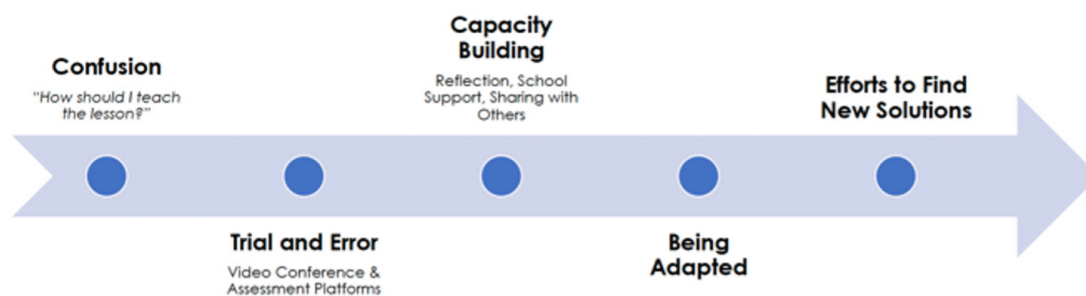 Confusion
"How should I teach
the lesson?"
Trial and Error
Video Conference &
Assessment Platforms
Capacity
Building
Reflection, School
Support, Sharing with
Others
Being
Adapted
Efforts to Find
New Solutions